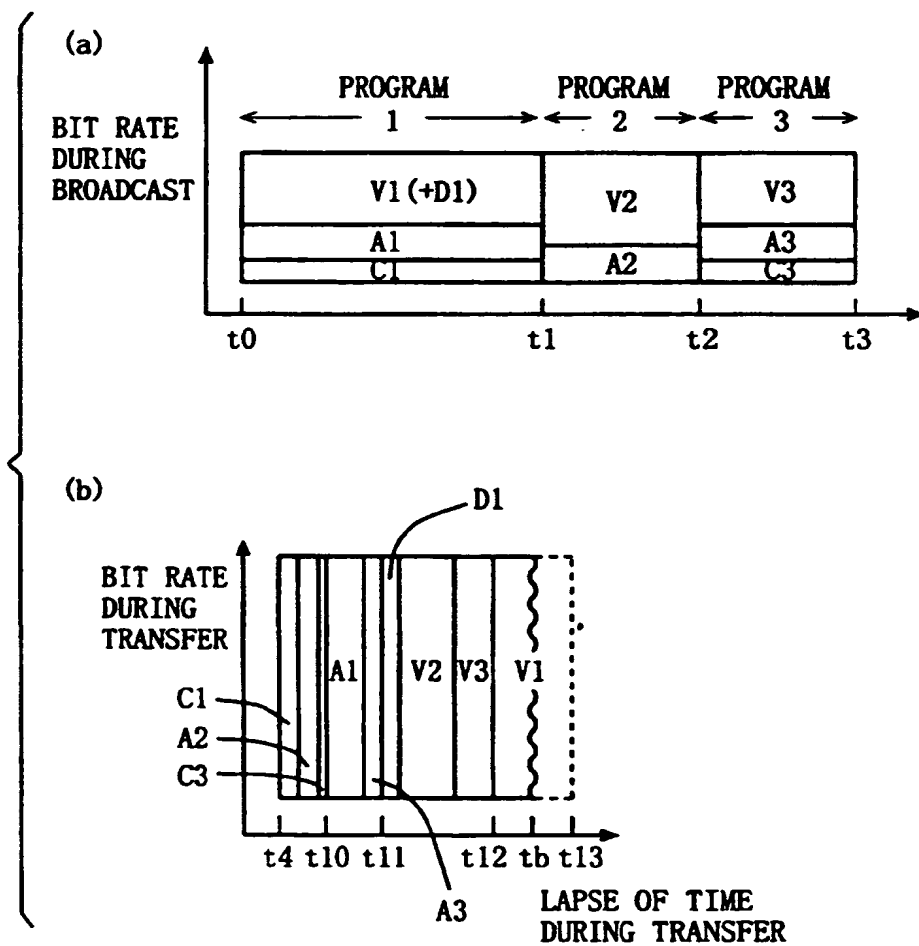 (a)
PROGRAM PROGRAM PROGRAM
1 2 3
BIT RATE
DURING
BROADCAST
V1(+D1) V2 V3
A1 A2 A3
C1 C3
t0 t1 t2 t3
(b)
D1
BIT RATE
DURING
TRANSFER
A1 V2 V3 V1
C1
A2
C3
t4 t10 t11 t12 tb t13
A3
LAPSE OF TIME
DURING TRANSFER